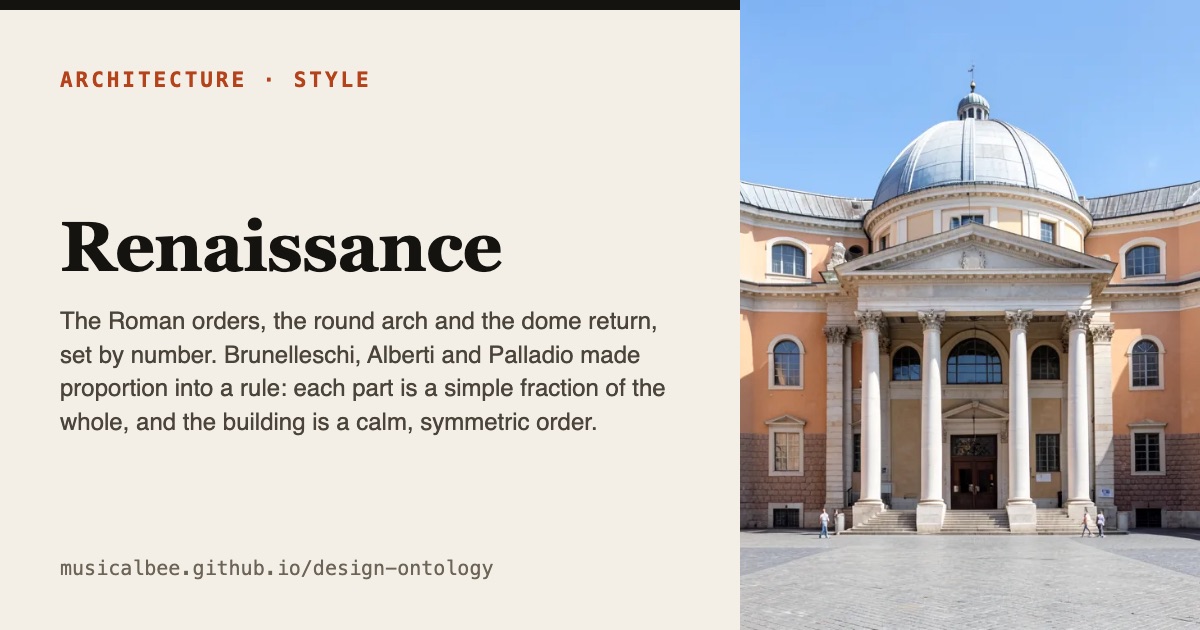 ARCHITECTURE · STYLE
Renaissance
The Roman orders, the round arch and the dome return,
set by number. Brunelleschi, Alberti and Palladio made
proportion into a rule: each part is a simple fraction of the
whole, and the building is a calm, symmetric order.
musicalbee.github.io/design-ontology